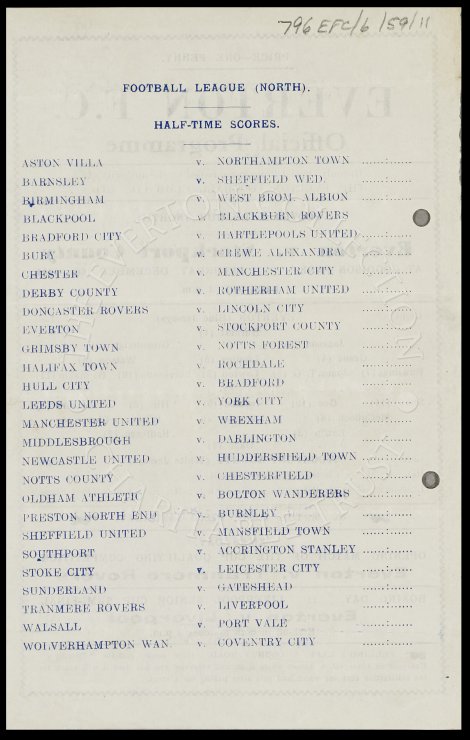 796 EFC/6/59/11
FOOTBALL LEAGUE (NORTH).
HALF-TIME SCORES.
ASTON VILLA v. NORTHAMPTON TOWN ......:......
BARNSLEY v. SHEFFIELD WED. ......:......
BIRMINGHAM v. WEST BROM. ALBION ......:......
BLACKPOOL v. BLACKBURN ROVERS ......:......
BRADFORD CITY v. HARTLEPOOLS UNITED ......:......
BURY v. CREWE ALEXANDRA ......:......
CHESTER v. MANCHESTER CITY ......:......
DERBY COUNTY v. ROTHERHAM UNITED ......:......
DONCASTER ROVERS v. LINCOLN CITY ......:......
EVERTON v. STOCKPORT COUNTY ......:......
GRIMSBY TOWN v. NOTTS FOREST ......:......
HALIFAX TOWN v. ROCHDALE ......:......
HULL CITY v. BRADFORD ......:......
LEEDS UNITED v. YORK CITY ......:......
MANCHESTER UNITED v. WREXHAM ......:......
MIDDLESBROUGH v. DARLINGTON ......:......
NEWCASTLE UNITED v. HUDDERSFIELD TOWN ......:......
NOTTS COUNTY v. CHESTERFIELD ......:......
OLDHAM ATHLETIC v. BOLTON WANDERERS ......:......
PRESTON NORTH END v. BURNLEY ......:......
SHEFFIELD UNITED v. MANSFIELD TOWN ......:......
SOUTHPORT v. ACCRINGTON STANLEY ......:......
STOKE CITY v. LEICESTER CITY ......:......
SUNDERLAND v. GATESHEAD ......:......
TRANMERE ROVERS v. LIVERPOOL ......:......
WALSALL v. PORT VALE ......:......
WOLVERHAMPTON WAN. v. COVENTRY CITY ......:......